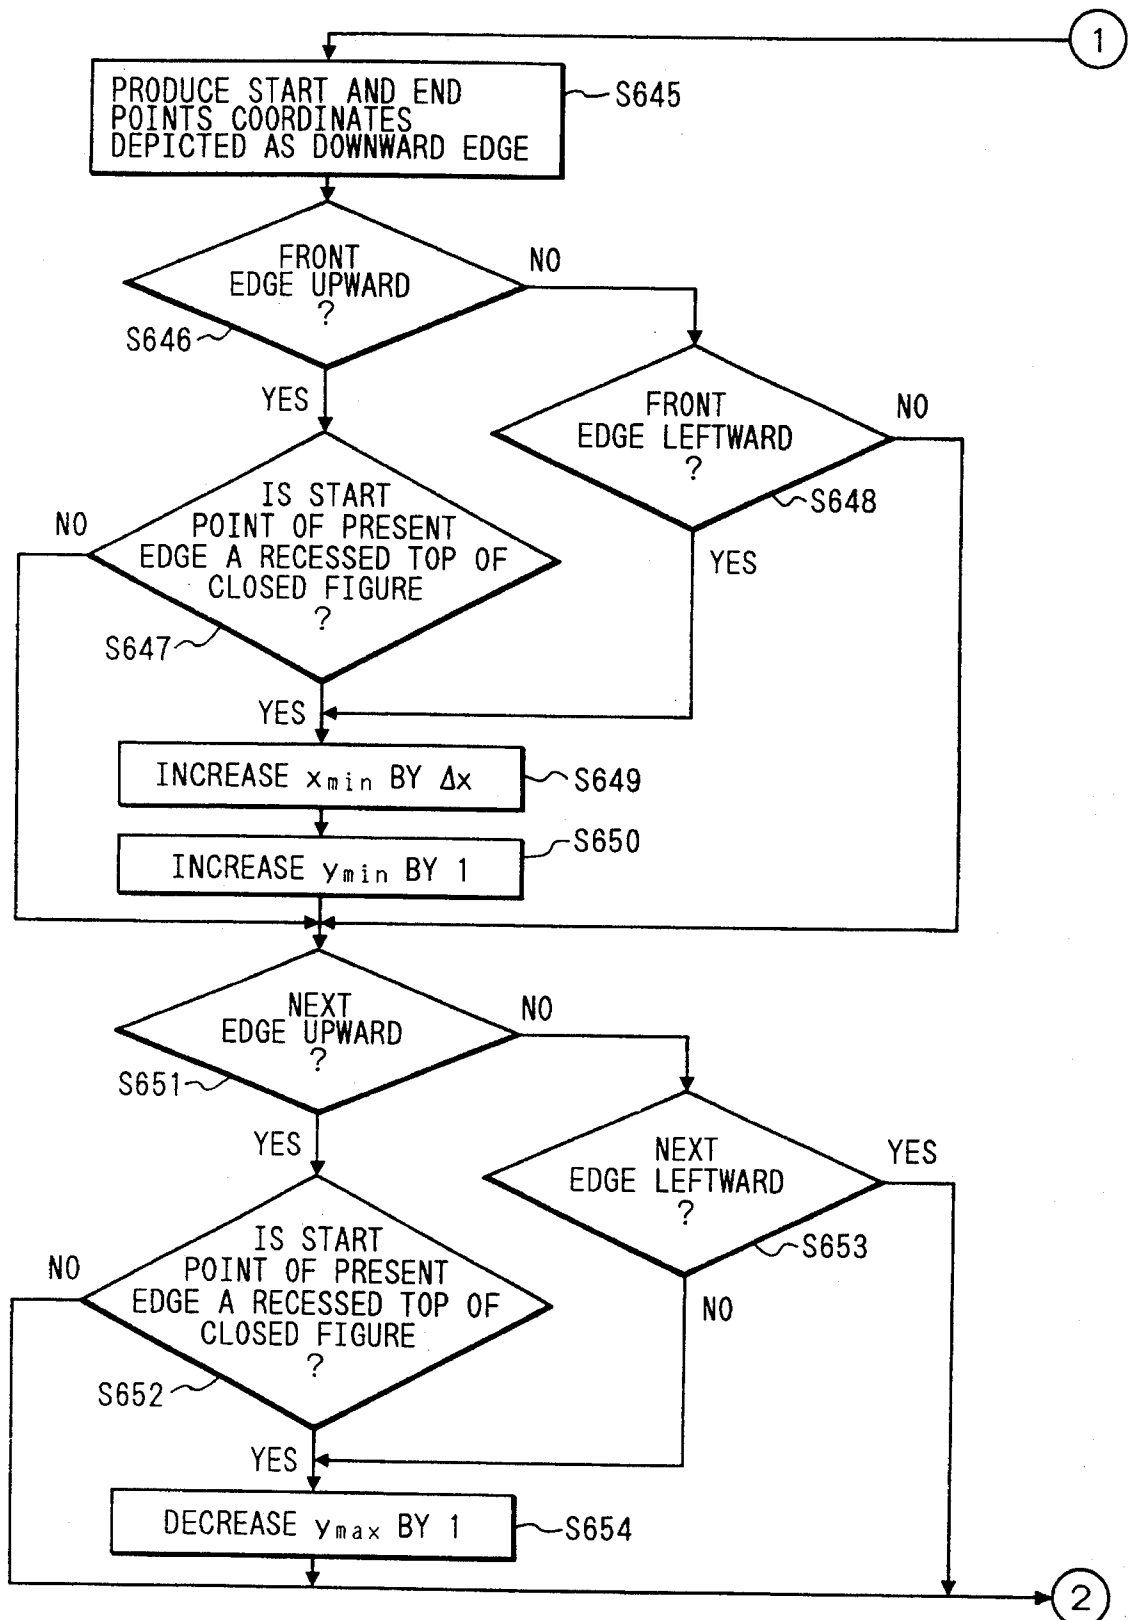 1
PRODUCE START AND END
POINTS COORDINATES
DEPICTED AS DOWNWARD EDGE
S645
FRONT
EDGE UPWARD
?
NO
S646
YES
FRONT
EDGE LEFTWARD
?
NO
S648
YES
IS START
POINT OF PRESENT
EDGE A RECESSED TOP OF
CLOSED FIGURE
?
NO
S647
YES
INCREASE xmin BY Δx
S649
INCREASE ymin BY 1
S650
NEXT
EDGE UPWARD
?
NO
S651
YES
NEXT
EDGE LEFTWARD
?
YES
S653
NO
IS START
POINT OF PRESENT
EDGE A RECESSED TOP OF
CLOSED FIGURE
?
NO
S652
YES
DECREASE ymax BY 1
S654
2